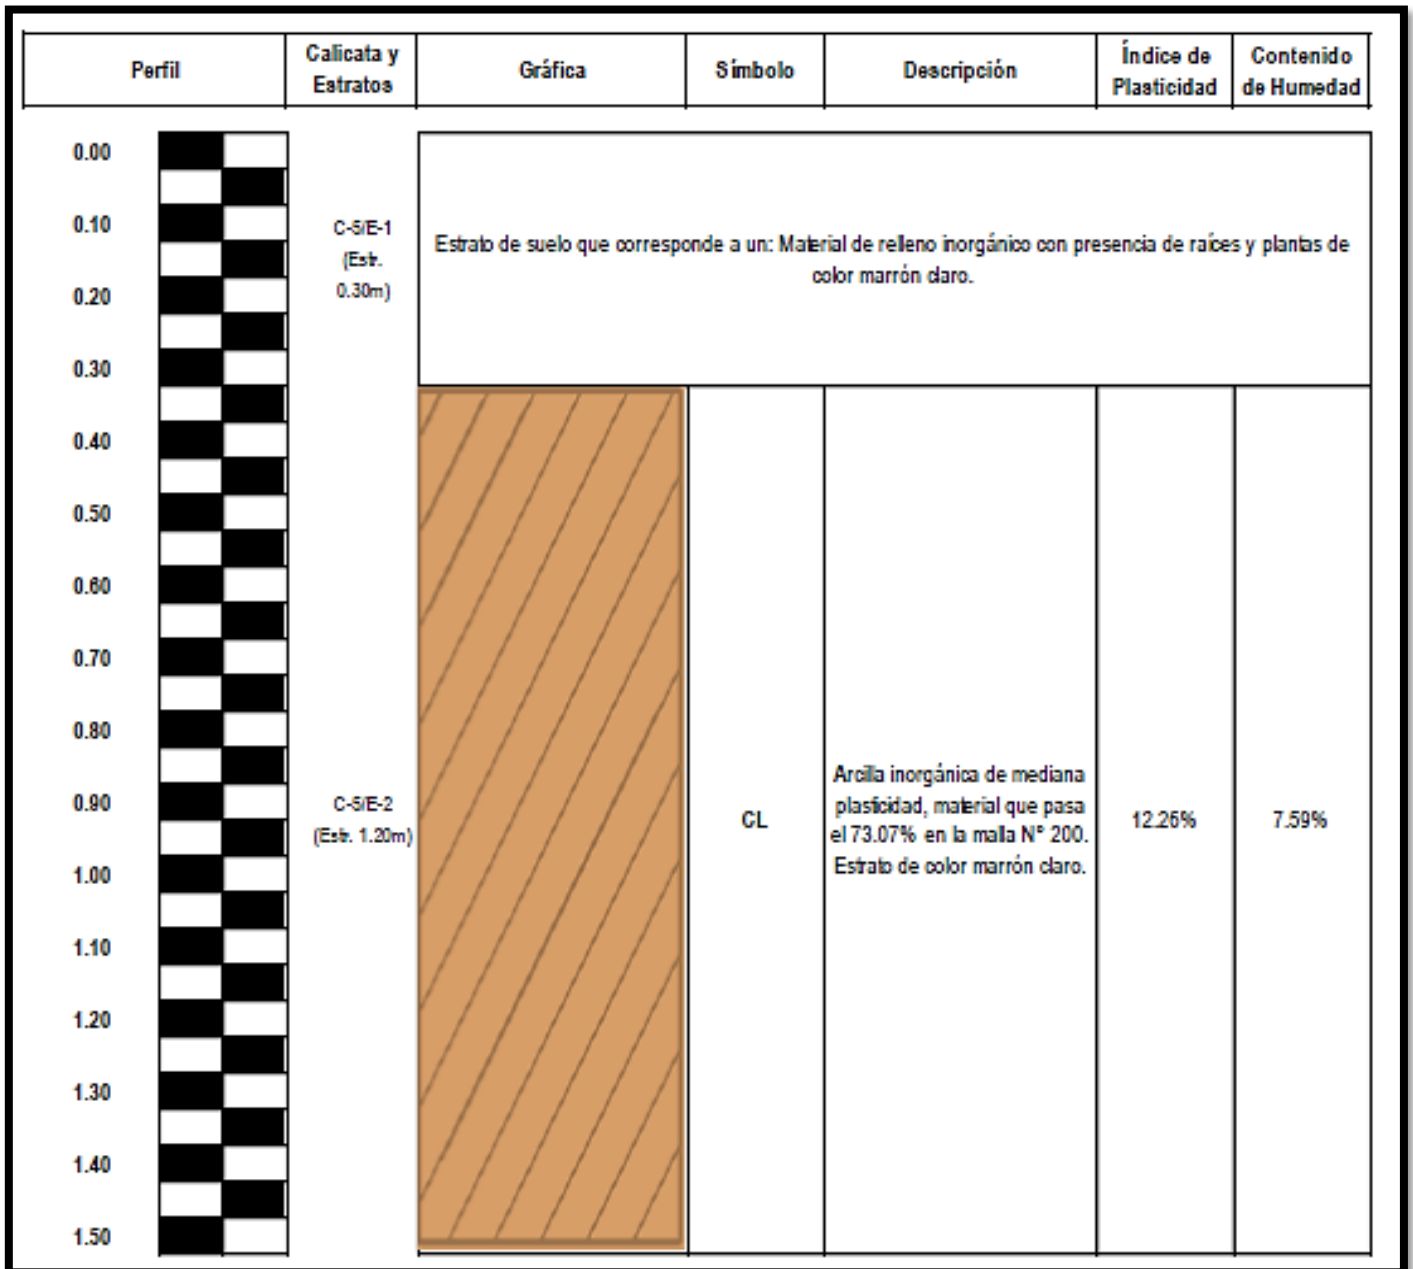 Perfil
Calicata y
Estratos
Gráfica
Símbolo
Descripción
Índice de
Plasticidad
Contenido
de Humedad
0.00
0.10
0.20
0.30
0.40
0.50
0.60
0.70
0.80
0.90
1.00
1.10
1.20
1.30
1.40
1.50
C-5/E-1
(Estr.
0.30m)
Estrato de suelo que corresponde a un: Material de relleno inorgánico con presencia de raíces y plantas de
color marrón claro.
C-5/E-2
(Estr. 1.20m)
CL
Arcilla inorgánica de mediana
plasticidad, material que pasa
el 73.07% en la malla N° 200.
Estrato de color marrón claro.
12.26%
7.59%